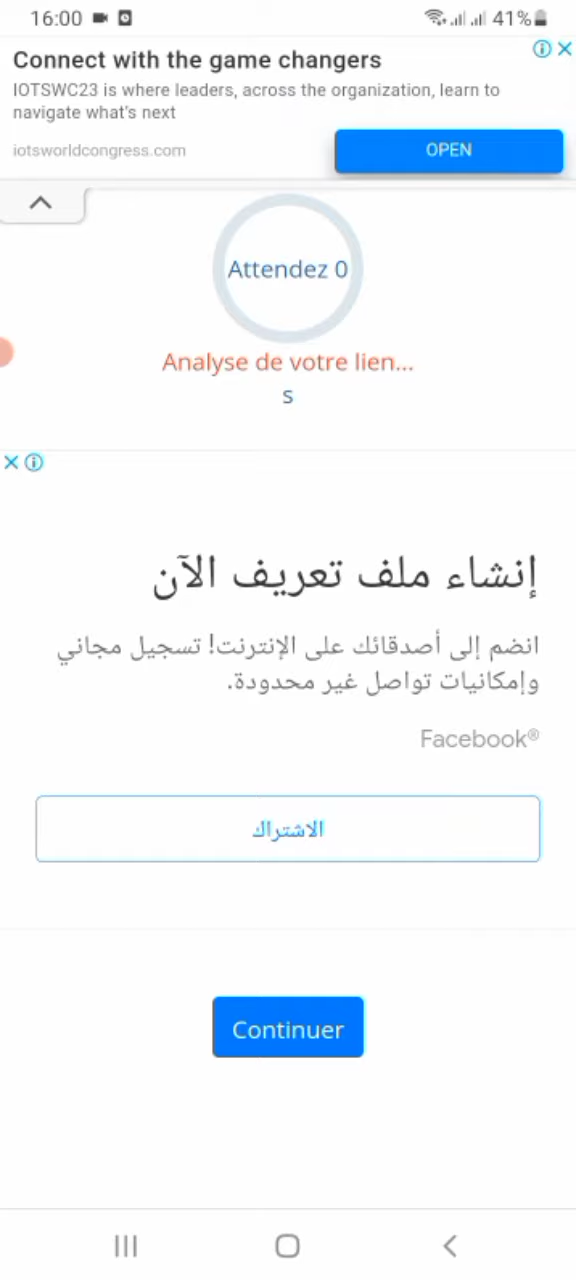 16:00
41%
Connect with the game changers
IOTSWC23 is where leaders, across the organization, learn to
navigate what's next
iotsworldcongress.com
OPEN
Attendez 0
Analyse de votre lien...
s
إنشاء ملف تعريف الآن
انضم إلى أصدقائك على الإنترنت! تسجيل مجاني
وإمكانيات تواصل غير محدودة.
Facebook®
الاشتراك
Continuer